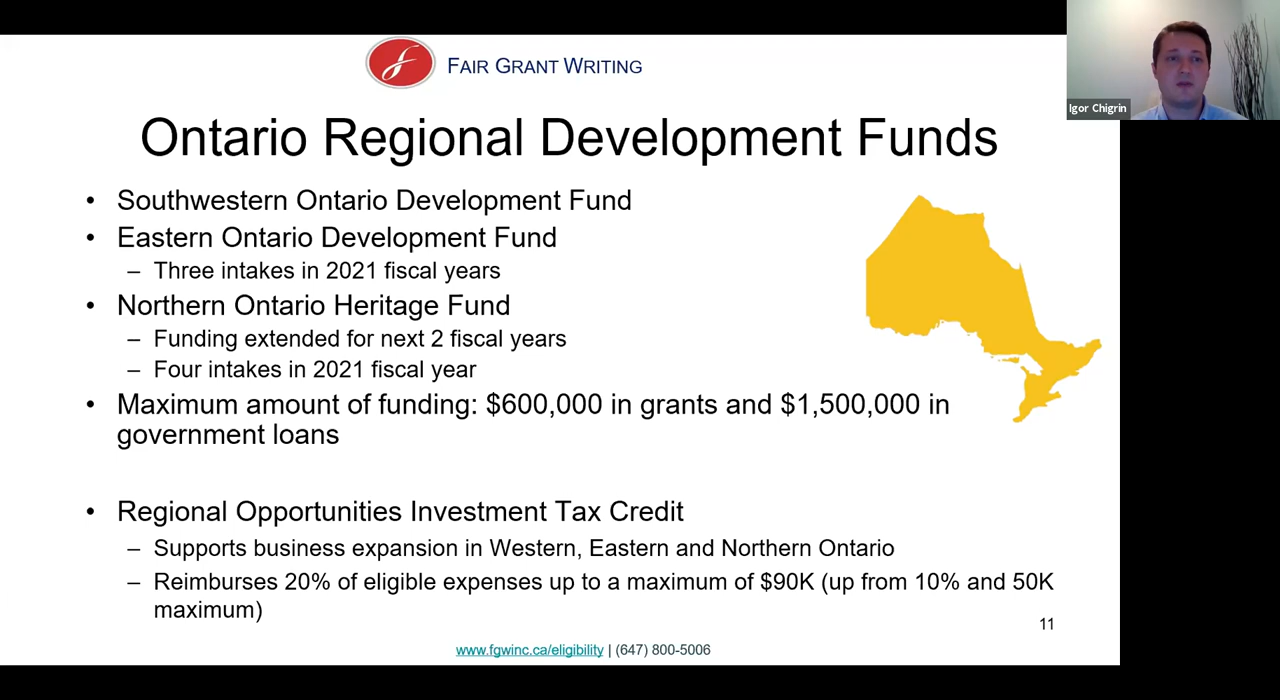 FAIR GRANT WRITING
Igor Chigrin
Ontario Regional Development Funds
• Southwestern Ontario Development Fund
• Eastern Ontario Development Fund
– Three intakes in 2021 fiscal years
• Northern Ontario Heritage Fund
– Funding extended for next 2 fiscal years
– Four intakes in 2021 fiscal year
• Maximum amount of funding: $600,000 in grants and $1,500,000 in
government loans
• Regional Opportunities Investment Tax Credit
– Supports business expansion in Western, Eastern and Northern Ontario
– Reimburses 20% of eligible expenses up to a maximum of $90K (up from 10% and 50K
maximum)
11
www.fgwinc.ca/eligibility | (647) 800-5006